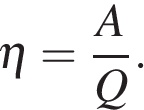 η = A/Q.